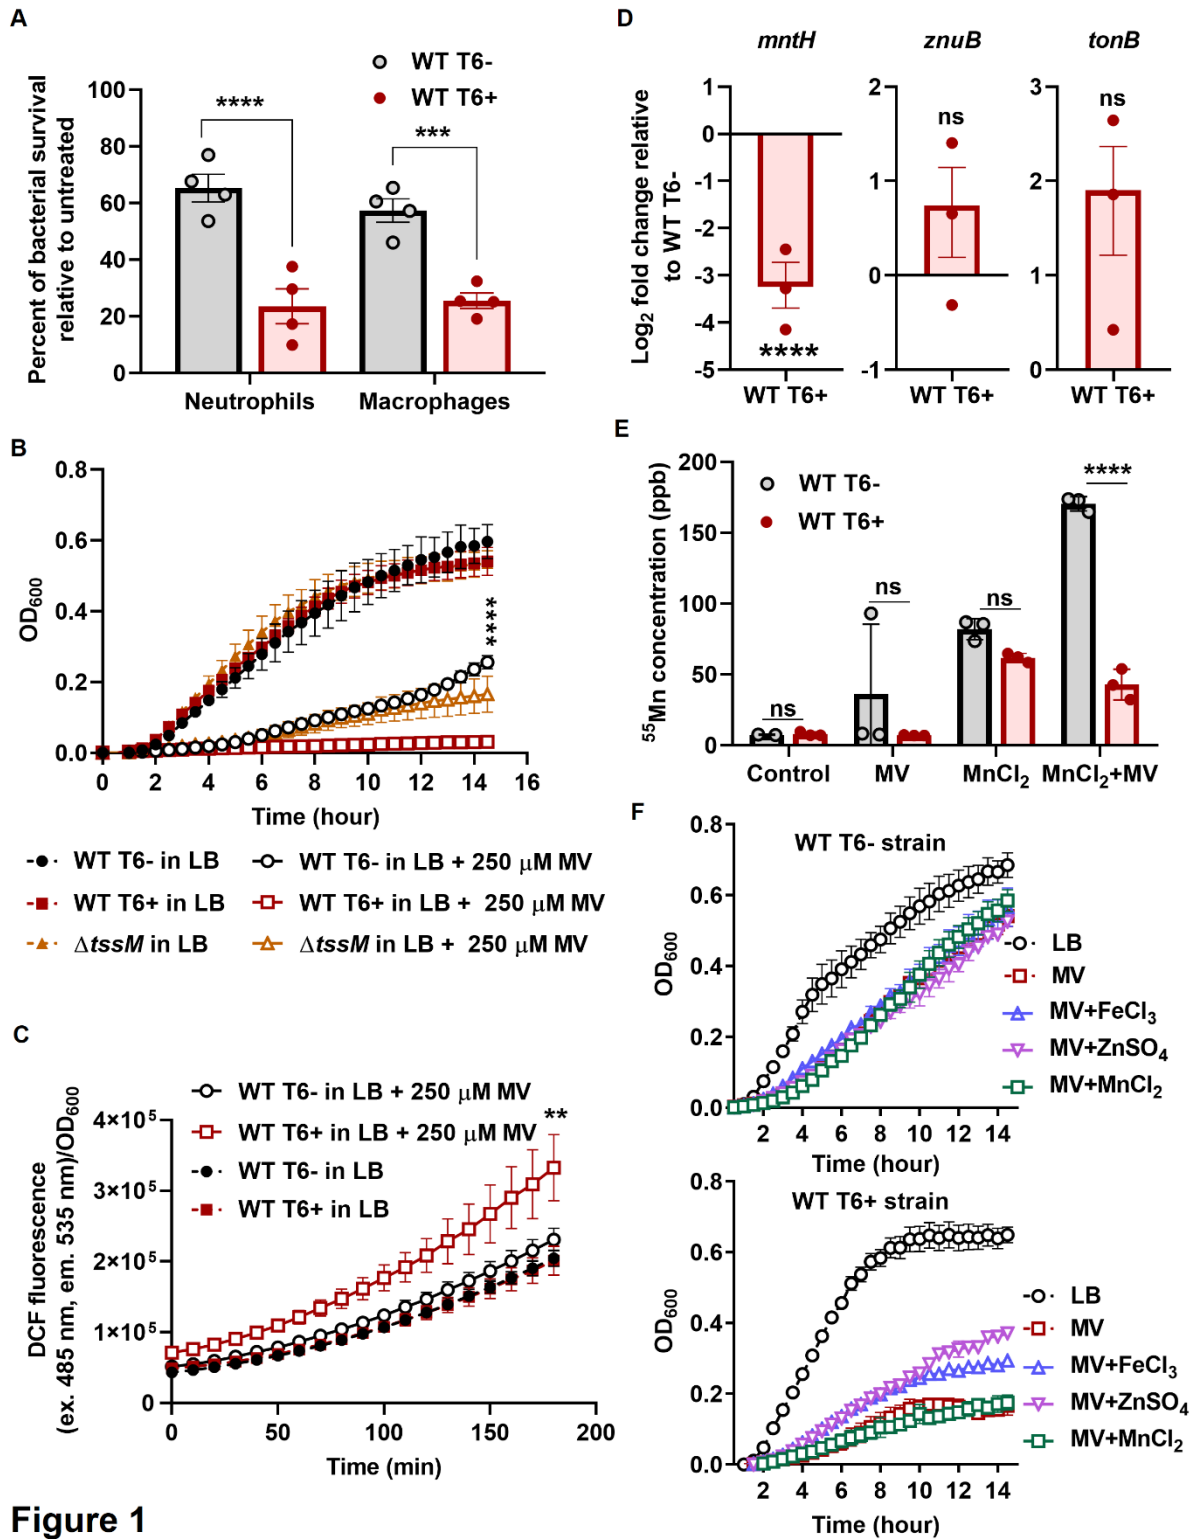 A
WT T6-
WT T6+
Percent of bacterial survival
relative to untreated
100
80
60
40
20
0
****
***
Neutrophils
Macrophages
D
mntH
znuB
tonB
Log2 fold change relative
to WT T6-
1
0
-1
-2
-3
-4
-5
****
WT T6+
2
1
0
-1
ns
WT T6+
3
2
1
0
ns
WT T6+
B
OD600
0.8
0.6
0.4
0.2
0.0
****
0 2 4 6 8 10 12 14 16
Time (hour)
WT T6- in LB
WT T6- in LB + 250 μM MV
WT T6+ in LB
WT T6+ in LB + 250 μM MV
ΔtssM in LB
ΔtssM in LB + 250 μM MV
E
55Mn concentration (ppb)
200
150
100
50
0
WT T6-
WT T6+
ns
ns
ns
****
Control
MV
MnCl2
MnCl2+MV
C
DCF fluorescence
(ex. 485 nm, em. 535 nm)/OD600
4×10^5
3×10^5
2×10^5
1×10^5
0
WT T6- in LB + 250 μM MV
WT T6+ in LB + 250 μM MV
WT T6- in LB
WT T6+ in LB
**
0 50 100 150 200
Time (min)
F
WT T6- strain
OD600
0.8
0.6
0.4
0.2
0.0
LB
MV
MV+FeCl3
MV+ZnSO4
MV+MnCl2
2 4 6 8 10 12 14
Time (hour)
WT T6+ strain
OD600
0.8
0.6
0.4
0.2
0.0
LB
MV
MV+FeCl3
MV+ZnSO4
MV+MnCl2
2 4 6 8 10 12 14
Time (hour)
Figure 1